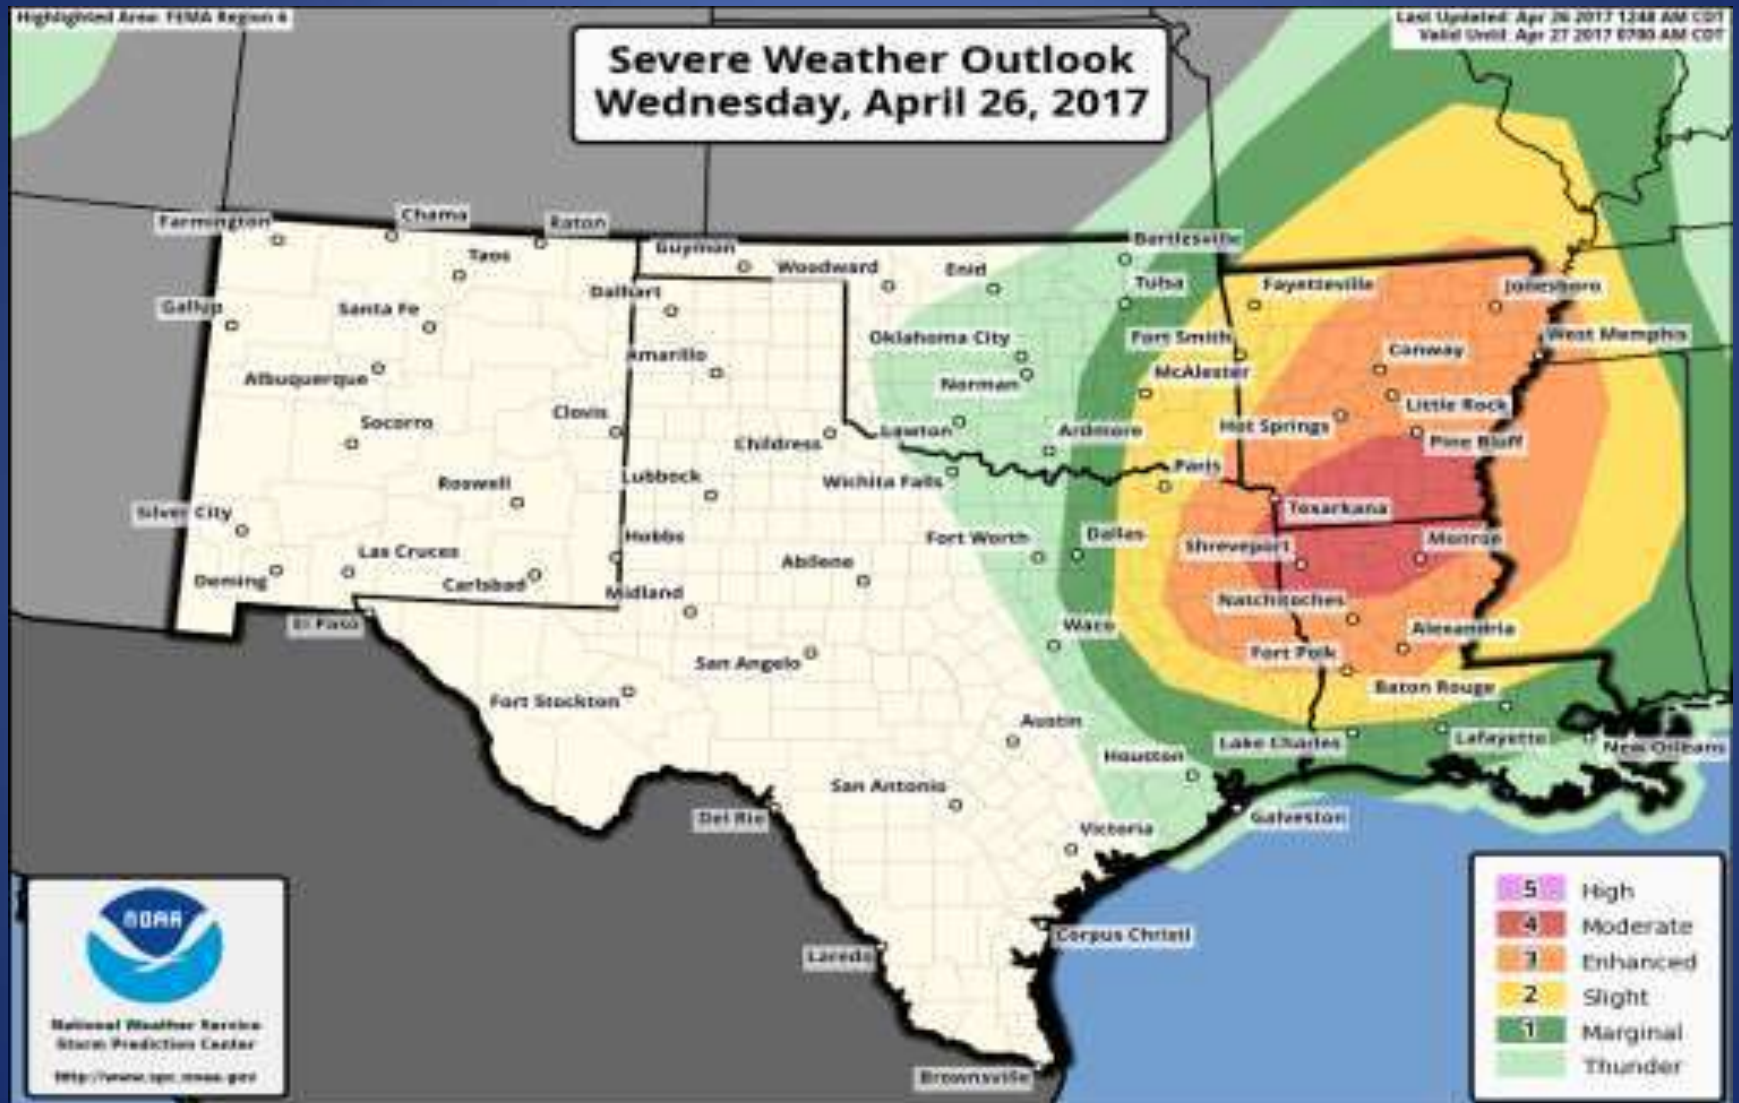 Highlighted Area: FEMA Region 6
Last Updated: Apr 26 2017 1248 AM CDT
Valid Until: Apr 27 2017 0700 AM CDT
Severe Weather Outlook
Wednesday, April 26, 2017
Farmington
Chama
Raton
Taos
Guymon
Woodward
Enid
Bartlesville
Tulsa
Gallup
Santa Fe
Dalhart
Fayetteville
Jonesboro
Albuquerque
Amarillo
Oklahoma City
Norman
Fort Smith
McAlester
Conway
West Memphis
Socorro
Clovis
Childress
Lawton
Ardmore
Hot Springs
Little Rock
Pine Bluff
Roswell
Lubbock
Wichita Falls
Paris
Silver City
Las Cruces
Hobbs
Abilene
Fort Worth
Dallas
Texarkana
Shreveport
Monroe
Deming
Carlsbad
Midland
Natchitoches
El Paso
San Angelo
Waco
Alexandria
Fort Polk
Fort Stockton
Austin
Baton Rouge
Houston
Lake Charles
Lafayette
New Orleans
San Antonio
Del Rio
Victoria
Galveston
Corpus Christi
Laredo
Brownsville
NOAA
National Weather Service
Storm Prediction Center
http://www.spc.noaa.gov
5 High
4 Moderate
3 Enhanced
2 Slight
1 Marginal
Thunder